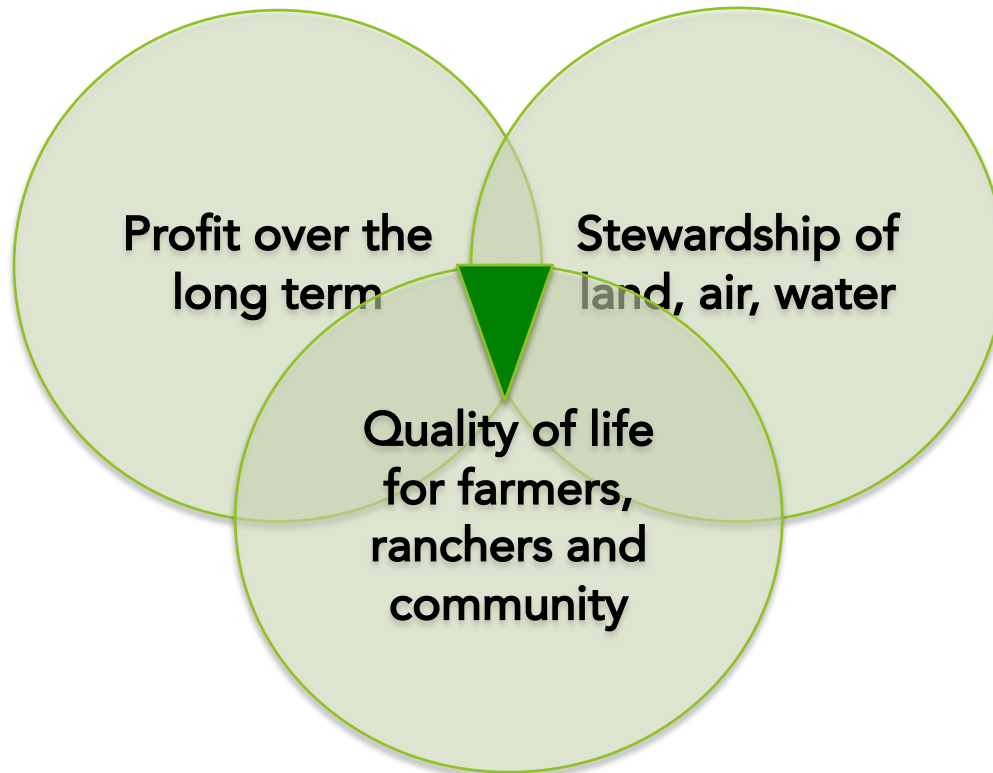 Profit over the
long term
Stewardship of
land, air, water
Quality of life
for farmers,
ranchers and
community